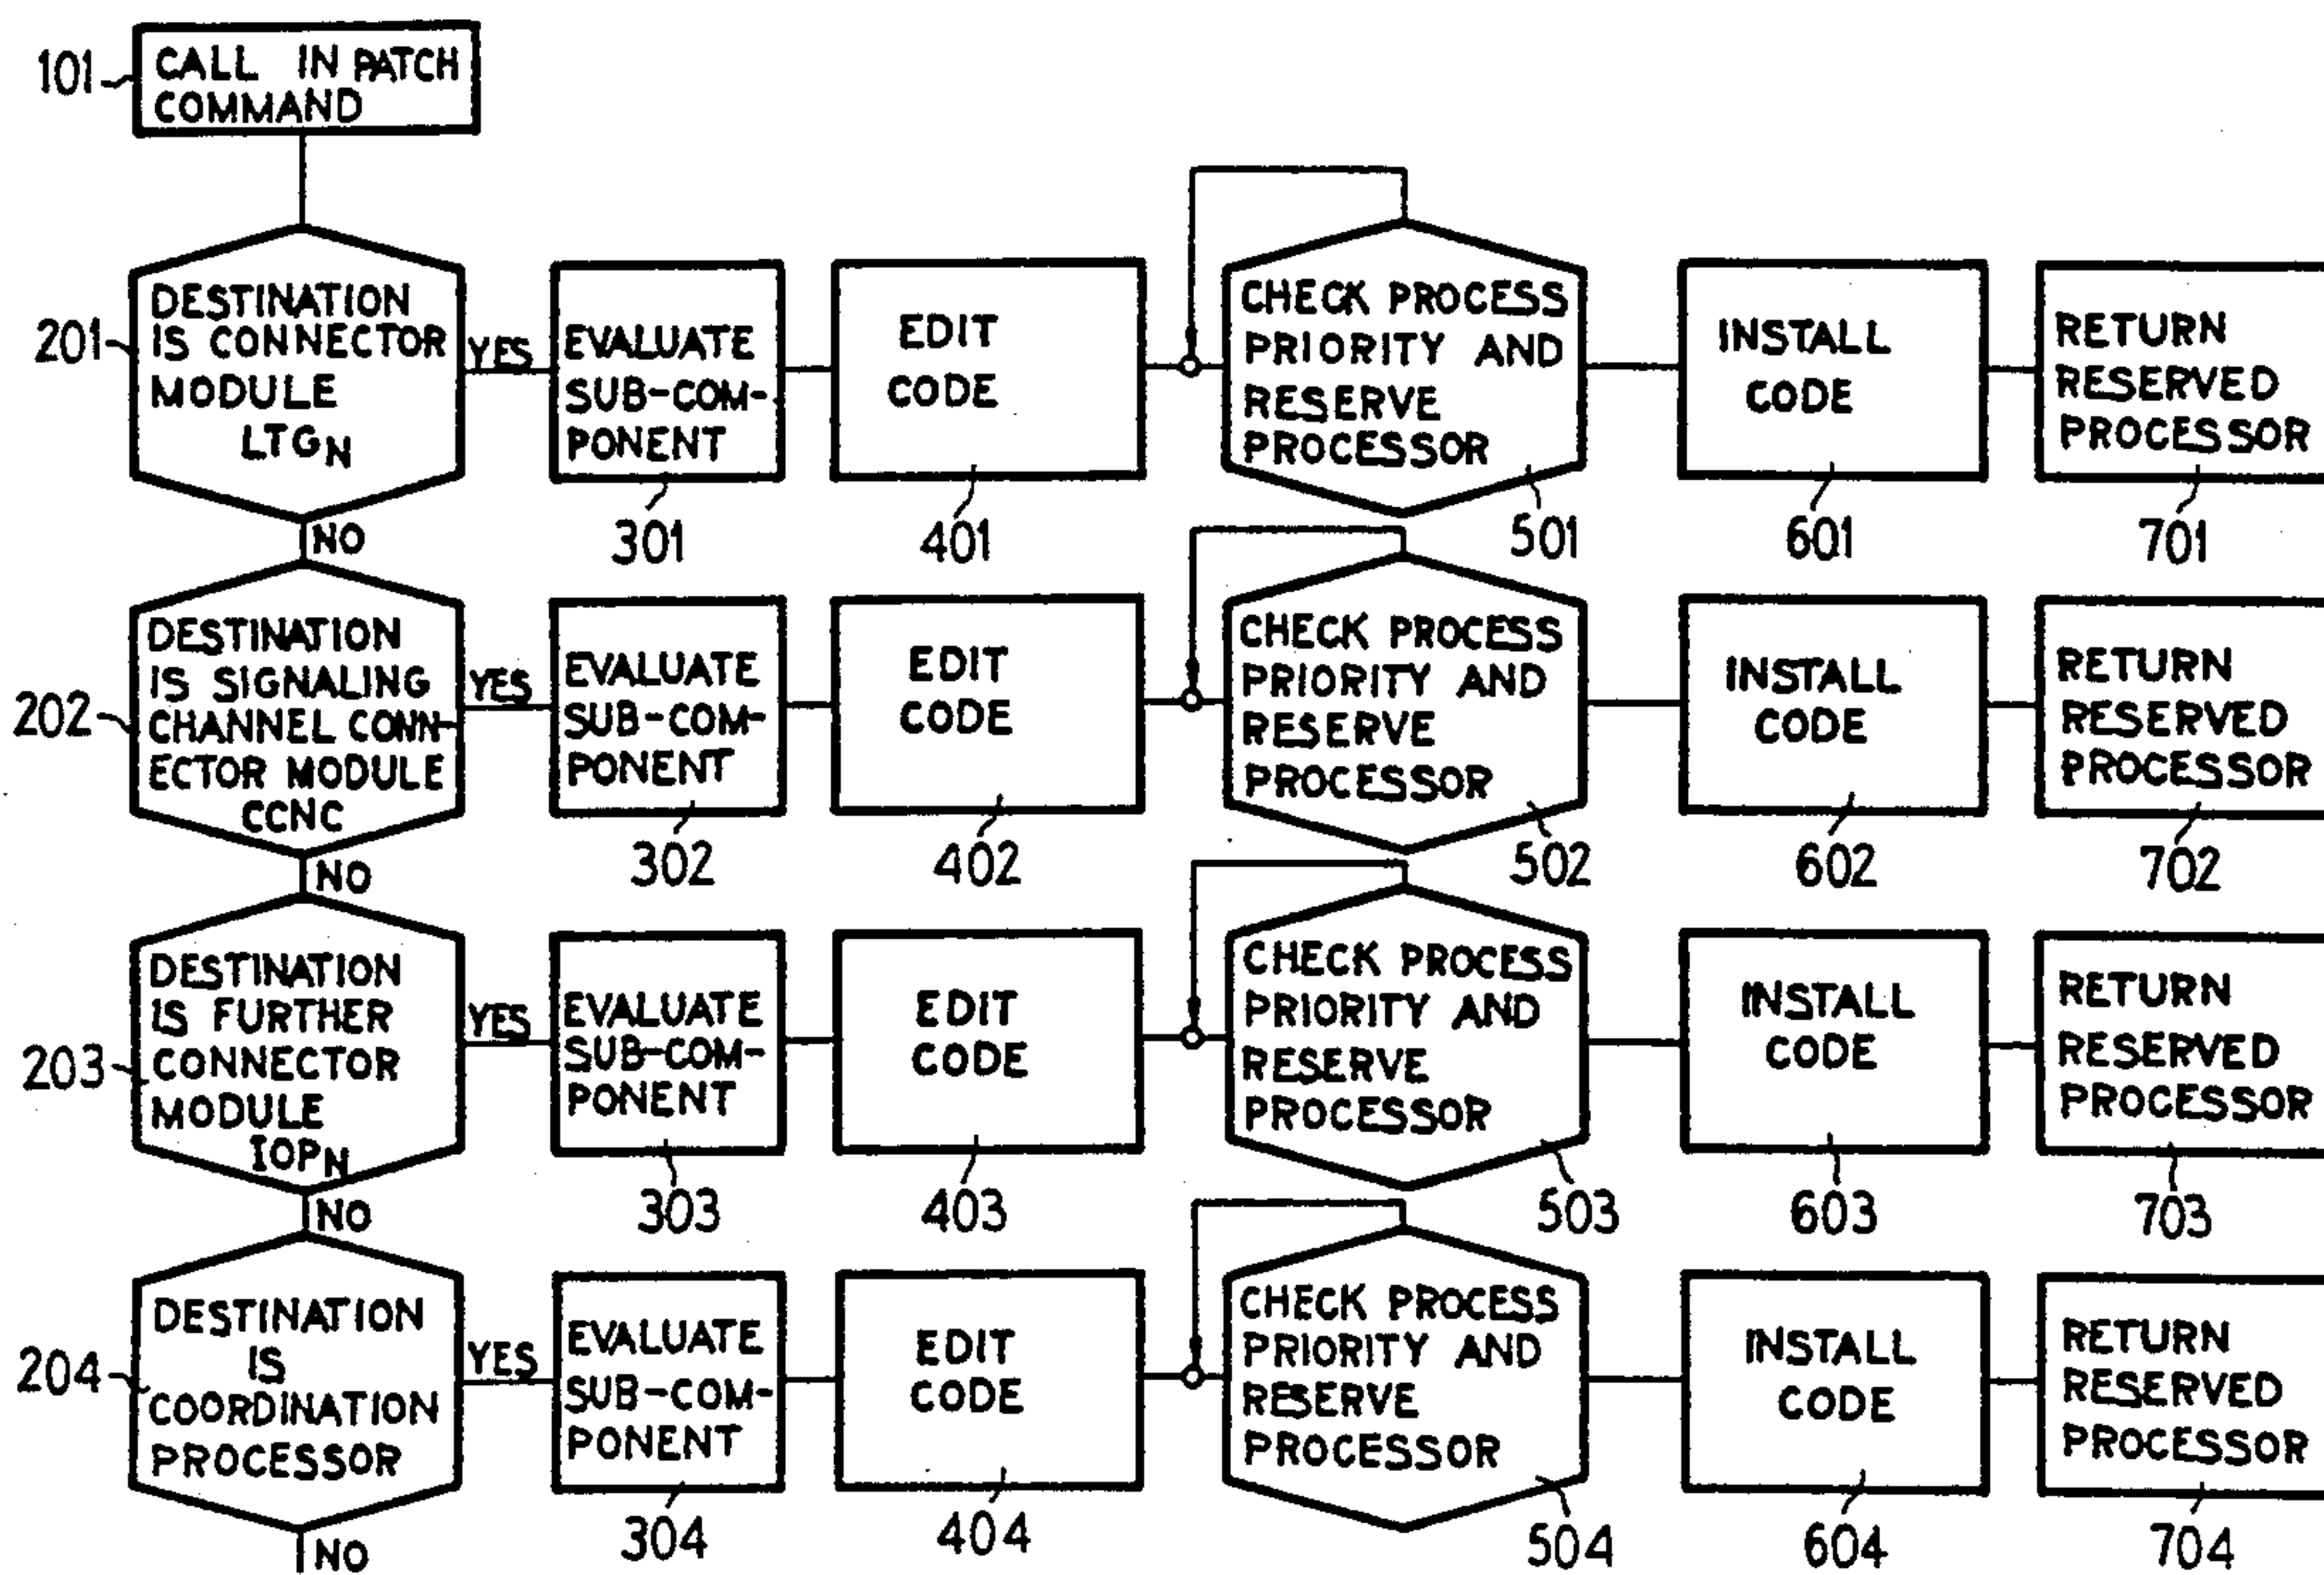 101
CALL IN PATCH
COMMAND
201
DESTINATION
IS CONNECTOR
MODULE
LTGN
YES
EVALUATE
SUB-COM-
PONENT
301
EDIT
CODE
401
CHECK PROCESS
PRIORITY AND
RESERVE
PROCESSOR
501
INSTALL
CODE
601
RETURN
RESERVED
PROCESSOR
701
NO
202
DESTINATION
IS SIGNALING
CHANNEL CONN-
ECTOR MODULE
CCNC
YES
EVALUATE
SUB-COM-
PONENT
302
EDIT
CODE
402
CHECK PROCESS
PRIORITY AND
RESERVE
PROCESSOR
502
INSTALL
CODE
602
RETURN
RESERVED
PROCESSOR
702
NO
203
DESTINATION
IS FURTHER
CONNECTOR
MODULE
IOPN
YES
EVALUATE
SUB-COM-
PONENT
303
EDIT
CODE
403
CHECK PROCESS
PRIORITY AND
RESERVE
PROCESSOR
503
INSTALL
CODE
603
RETURN
RESERVED
PROCESSOR
703
NO
204
DESTINATION
IS
COORDINATION
PROCESSOR
YES
EVALUATE
SUB-COM-
PONENT
304
EDIT
CODE
404
CHECK PROCESS
PRIORITY AND
RESERVE
PROCESSOR
504
INSTALL
CODE
604
RETURN
RESERVED
PROCESSOR
704
NO